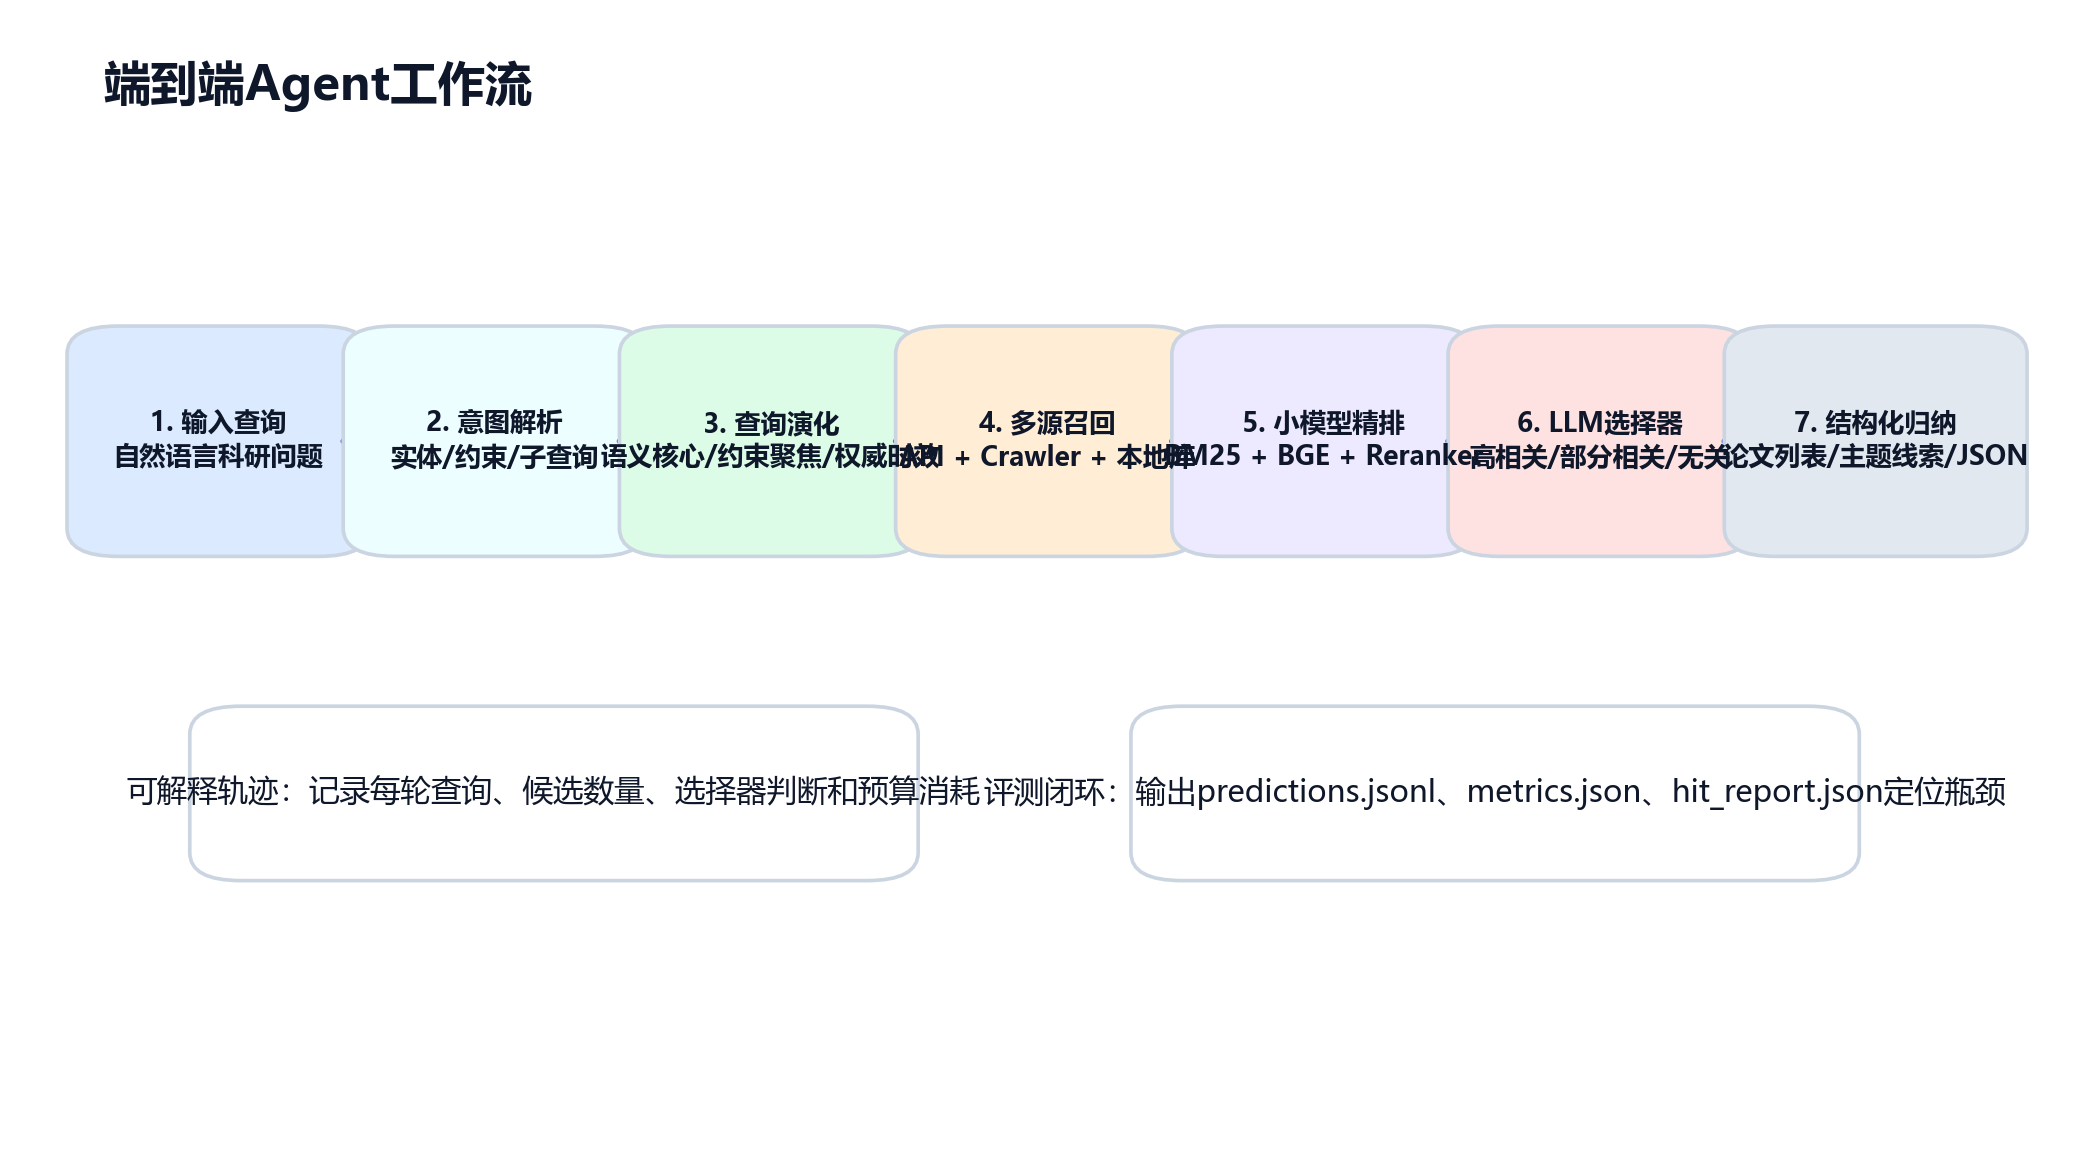 端到端Agent工作流
1. 输入查询
自然语言科研问题
2. 意图解析
实体/约束/子查询
3. 查询演化
语义核心/约束聚焦/权威时效
4. 多源召回
API + Crawler + 本地库
5. 小模型精排
BM25 + BGE + Reranker
6. LLM选择器
高相关/部分相关/无关
7. 结构化归纳
论文列表/主题线索/JSON
可解释轨迹：记录每轮查询、候选数量、选择器判断和预算消耗
评测闭环：输出predictions.jsonl、metrics.json、hit_report.json定位瓶颈